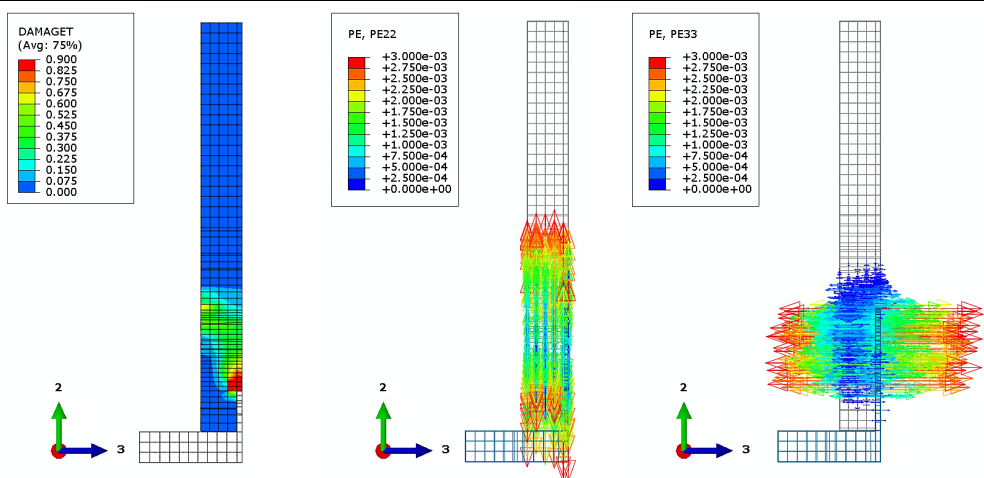 DAMAGET
(Avg: 75%)
0.900
0.825
0.750
0.675
0.600
0.525
0.450
0.375
0.300
0.225
0.150
0.075
0.000
2
3
PE, PE22
+3.000e-03
+2.750e-03
+2.500e-03
+2.250e-03
+2.000e-03
+1.750e-03
+1.500e-03
+1.250e-03
+1.000e-03
+7.500e-04
+5.000e-04
+2.500e-04
+0.000e+00
2
3
PE, PE33
+3.000e-03
+2.750e-03
+2.500e-03
+2.250e-03
+2.000e-03
+1.750e-03
+1.500e-03
+1.250e-03
+1.000e-03
+7.500e-04
+5.000e-04
+2.500e-04
+0.000e+00
2
3